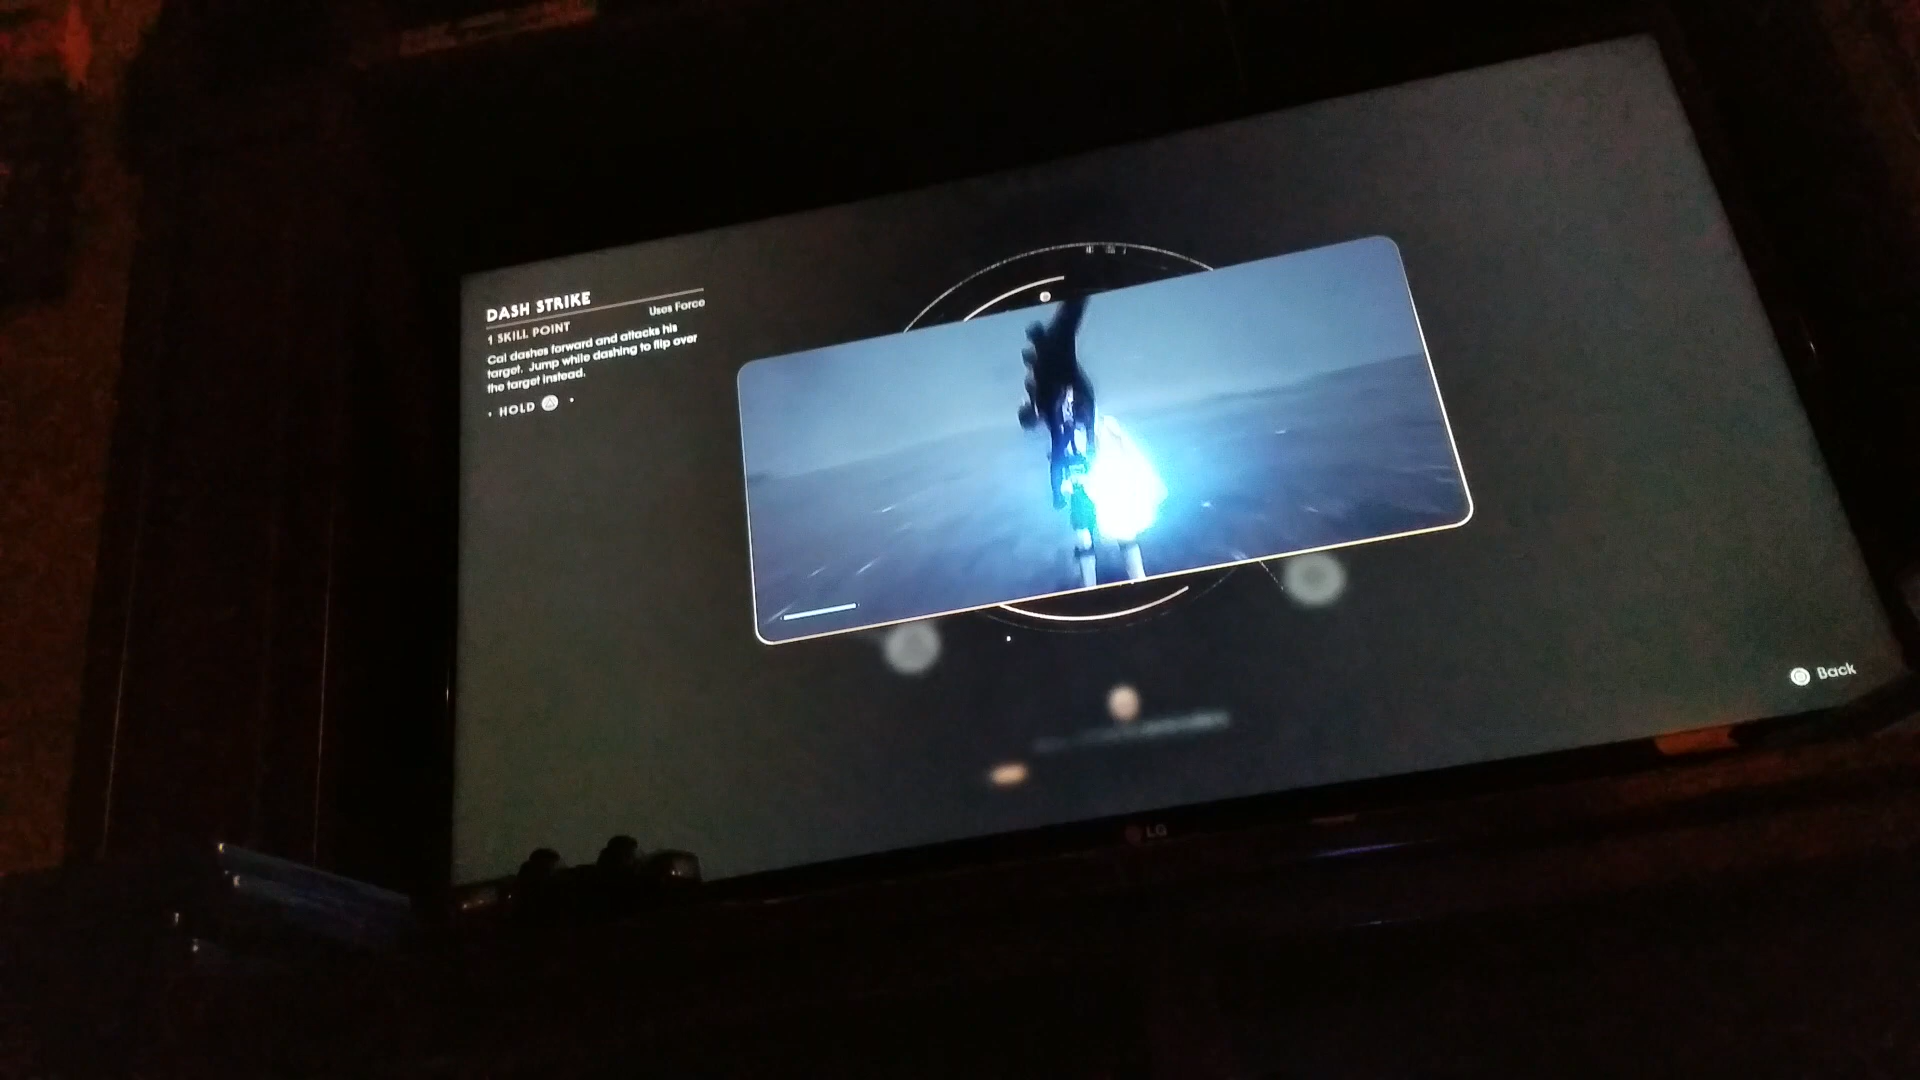 DASH STRIKE
Uses Force
1 SKILL POINT
Cal dashes forward and attacks his
target. Jump while dashing to flip over
the target instead.
HOLD
Back
LG